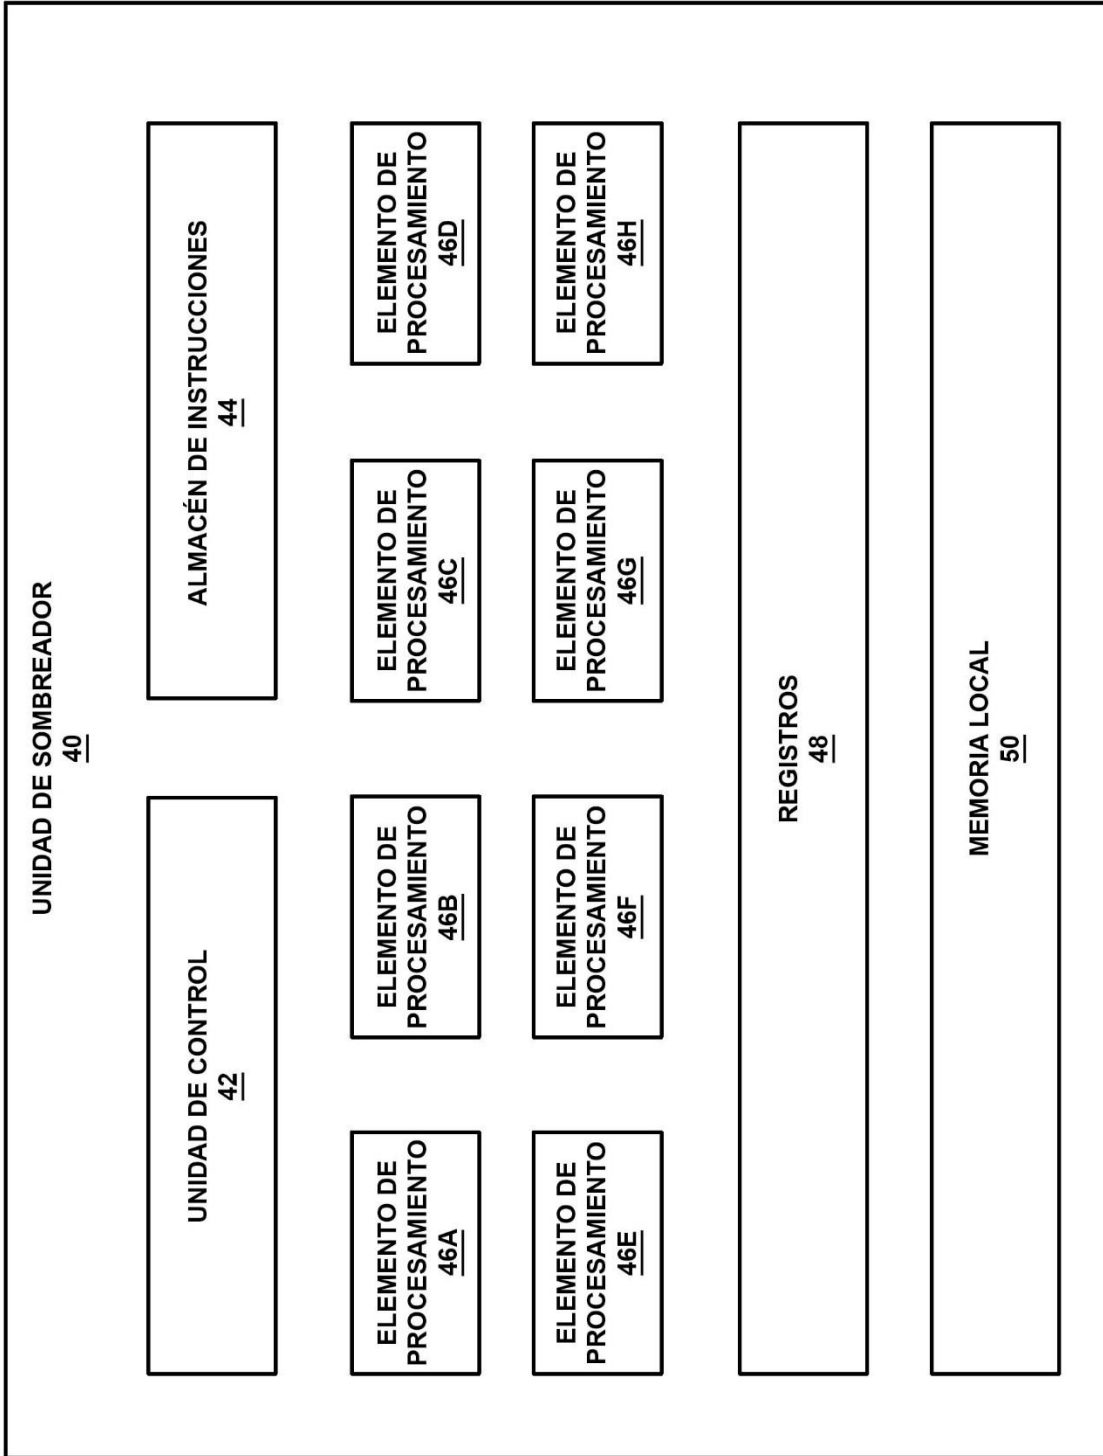 UNIDAD DE SOMBREADOR
40
UNIDAD DE CONTROL
42
ALMACÉN DE INSTRUCCIONES
44
ELEMENTO DE
PROCESAMIENTO
46A
ELEMENTO DE
PROCESAMIENTO
46B
ELEMENTO DE
PROCESAMIENTO
46C
ELEMENTO DE
PROCESAMIENTO
46D
ELEMENTO DE
PROCESAMIENTO
46E
ELEMENTO DE
PROCESAMIENTO
46F
ELEMENTO DE
PROCESAMIENTO
46G
ELEMENTO DE
PROCESAMIENTO
46H
REGISTROS
48
MEMORIA LOCAL
50